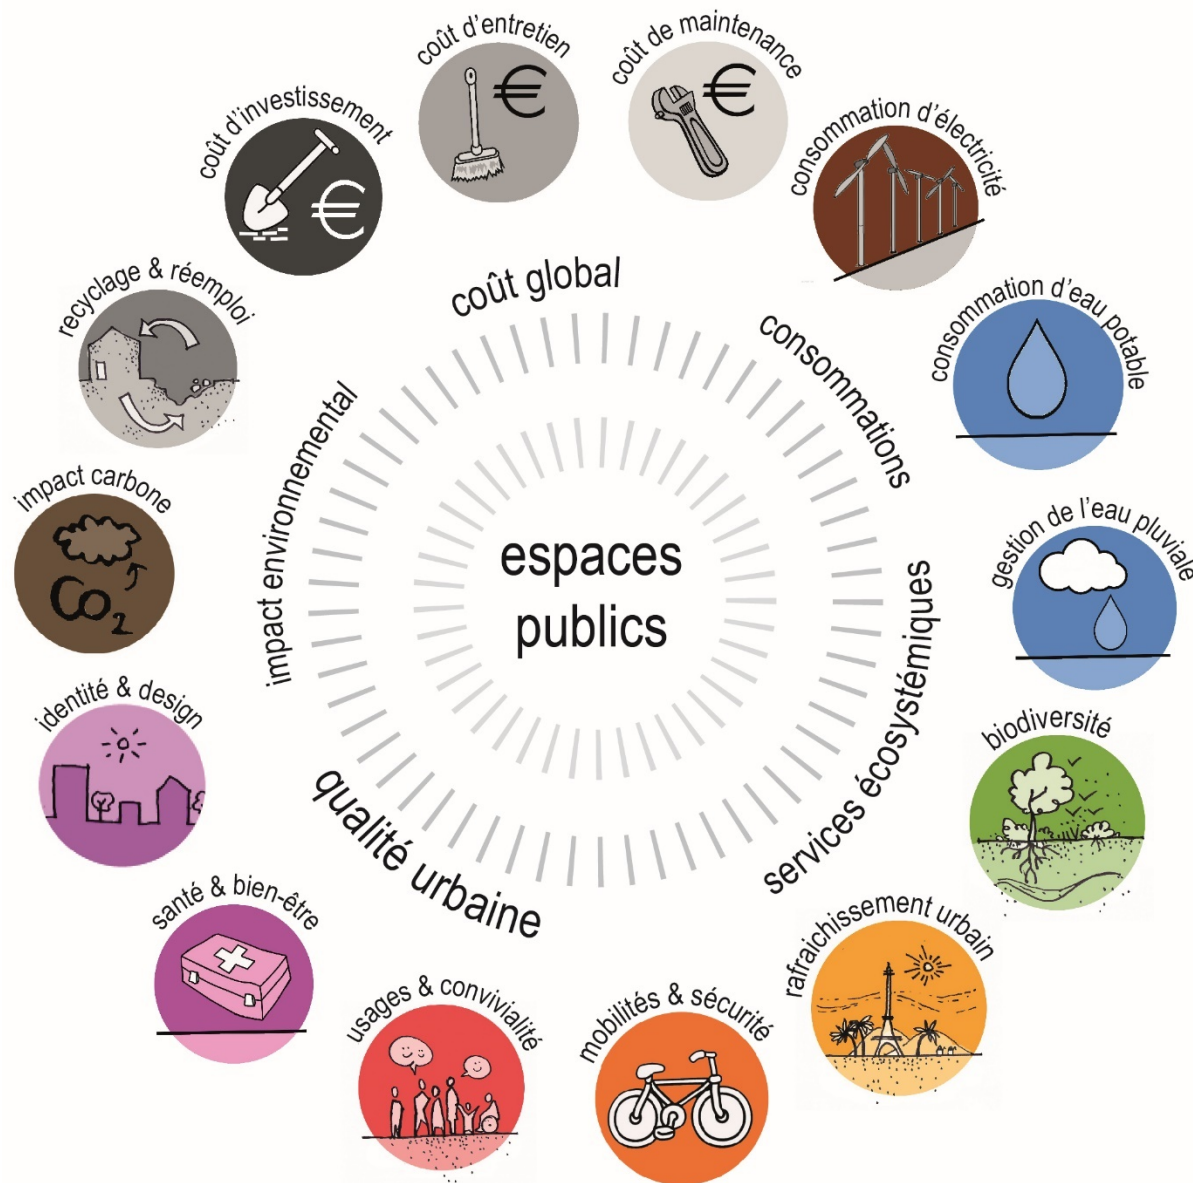 coût d'investissement
€
coût d'entretien
€
coût de maintenance
€
consommation d'électricité
consommation d'eau potable
gestion de l'eau pluviale
biodiversité
rafraichissement urbain
mobilités & sécurité
usages & convivialité
santé & bien-être
identité & design
impact carbone
CO2
recyclage & réemploi
coût global
consommations
services écosystémiques
qualité urbaine
impact environnemental
espaces
publics